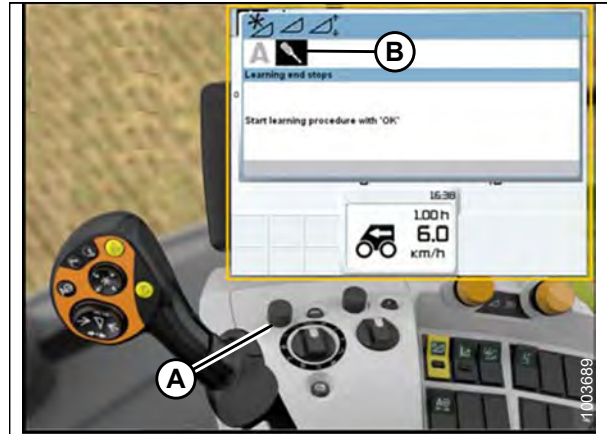 A
B
Learning end stops
Start learning procedure with "OK"
16:38
1.00 h
6.0
km/h
A
1003689